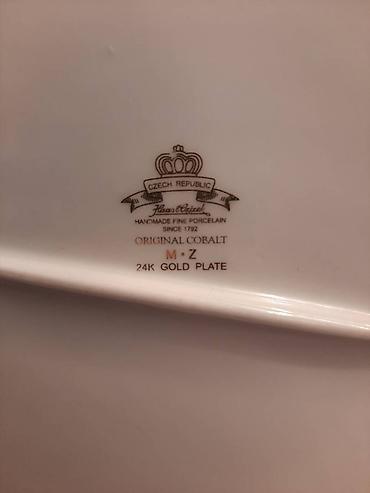 CZECH REPUBLIC
Haas & Czjzek
HANDMADE FINE PORCELAIN
SINCE 1792
ORIGINAL COBALT
M • Z
24K GOLD PLATE